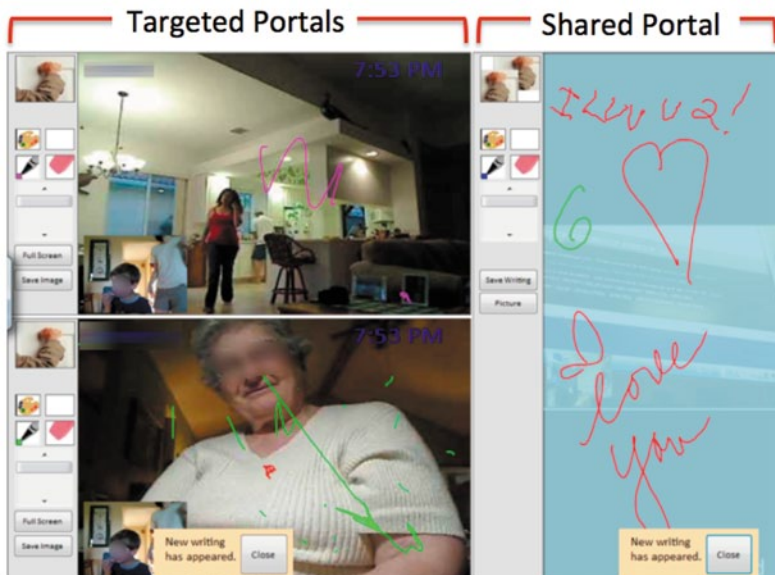 Targeted Portals
Shared Portal
7:53 PM
Full Screen
Save Image
7:53 PM
Full Screen
Save Image
New writing has appeared.
Close
I luv u 2!
6
Save Writing
Picture
I
love
you
New writing has appeared.
Close